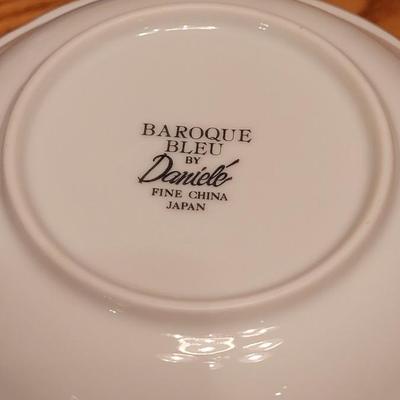 BAROQUE
BLEU
BY
Danielé
FINE CHINA
JAPAN